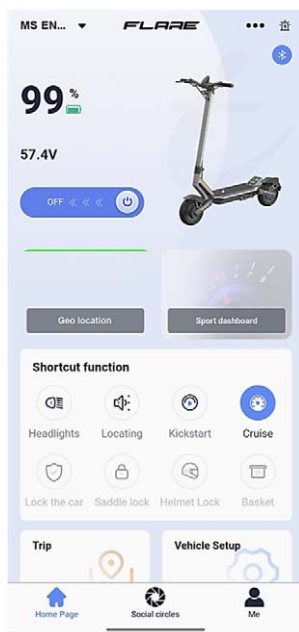 MS EN...
FLARE
99%
57.4V
OFF
Geo location
Sport dashboard
Shortcut function
Headlights
Locating
Kickstart
Cruise
Lock the car
Saddle lock
Helmet Lock
Basket
Trip
Vehicle Setup
Home Page
Social circles
Me